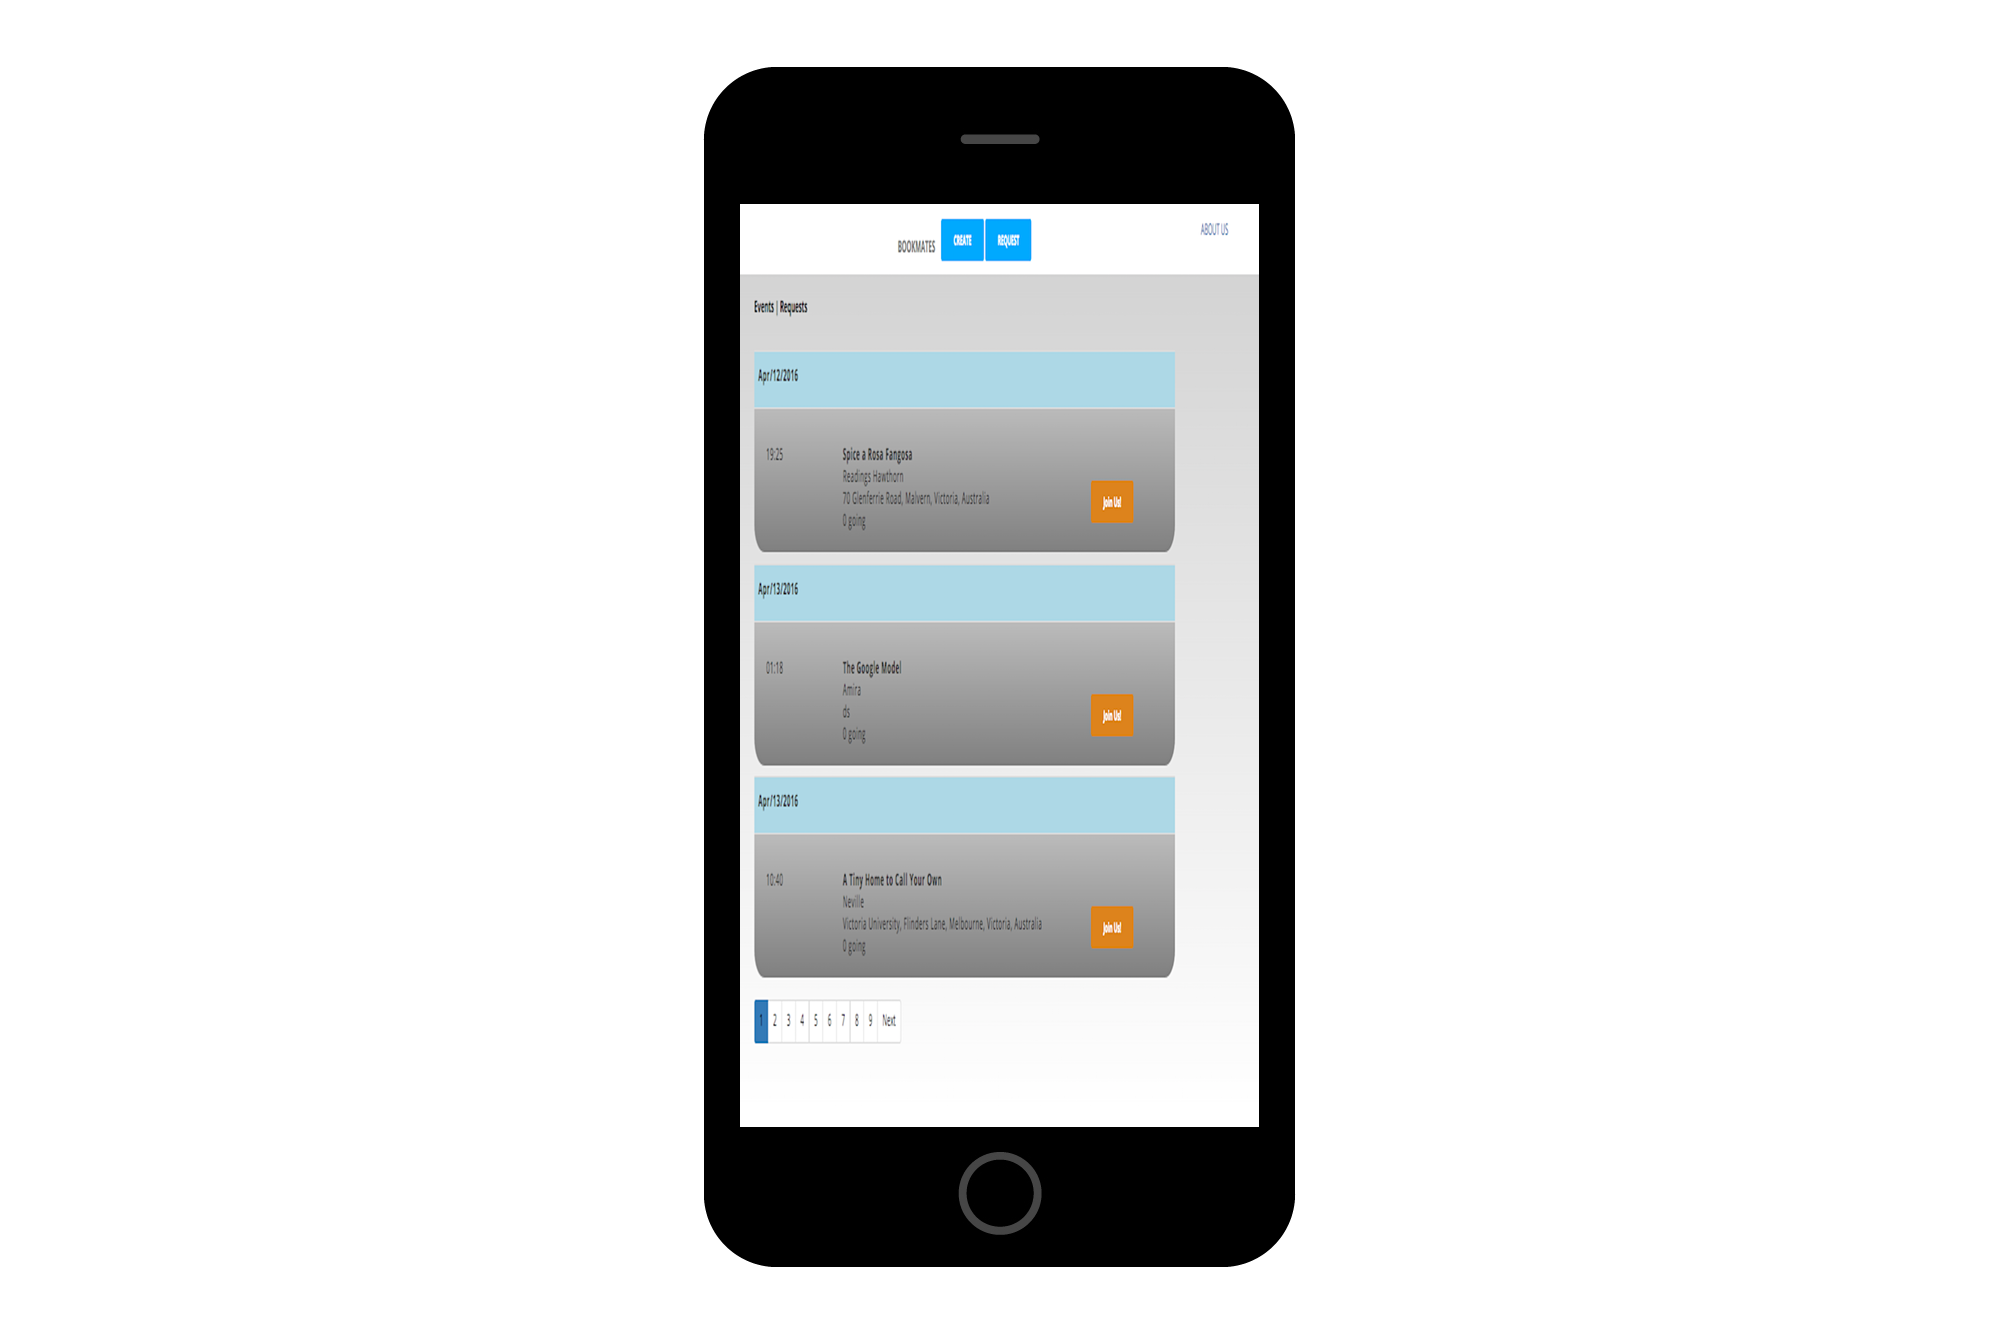 BOOKMATES CREATE REQUEST ABOUT US
Events | Requests
Apr/12/2016
19:25 Spice a Rosa Fangosa
Readings Hawthorn
70 Glenferrie Road, Malvern, Victoria, Australia
0 going
Join Us!
Apr/13/2016
01:18 The Google Model
Amira
ds
0 going
Join Us!
Apr/13/2016
10:40 A Tiny Home to Call Your Own
Neville
Victoria University, Flinders Lane, Melbourne, Victoria, Australia
0 going
Join Us!
1 2 3 4 5 6 7 8 9 Next